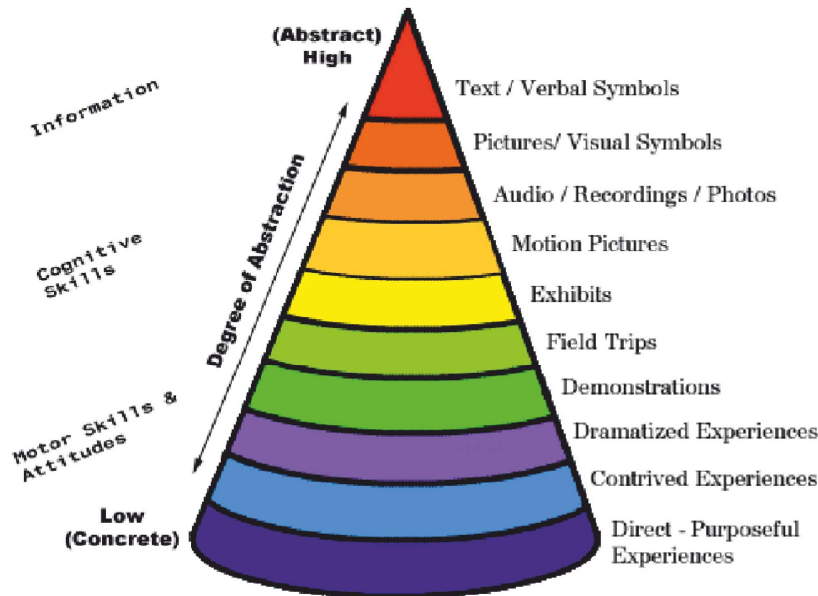 (Abstract)
High
Information
Text / Verbal Symbols
Pictures/ Visual Symbols
Audio / Recordings / Photos
Degree of Abstraction
Motion Pictures
Cognitive
Skills
Exhibits
Field Trips
Demonstrations
Motor Skills &
Attitudes
Dramatized Experiences
Contrived Experiences
Low
(Concrete)
Direct - Purposeful
Experiences